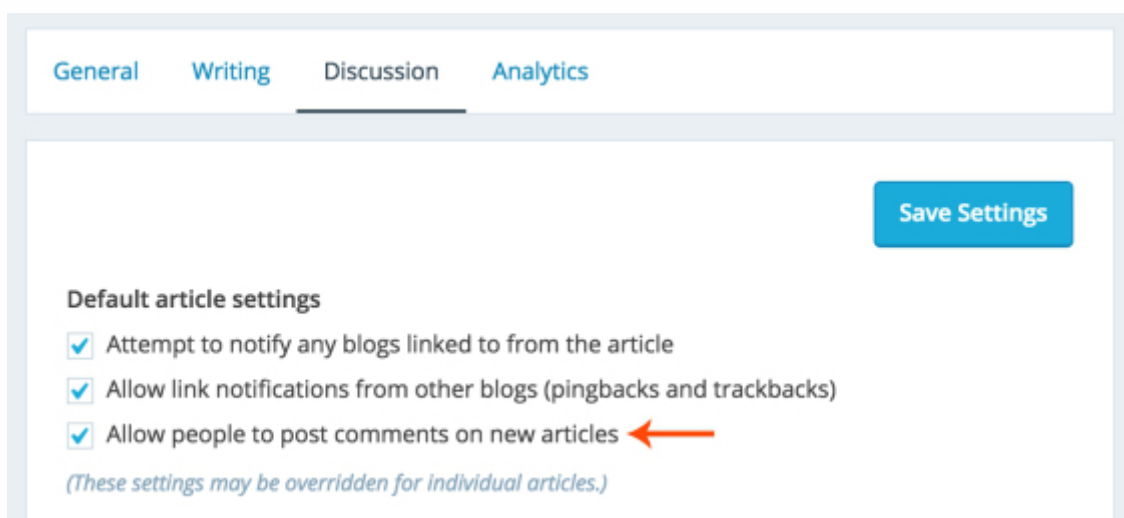 General Writing Discussion Analytics
Save Settings
Default article settings
Attempt to notify any blogs linked to from the article
Allow link notifications from other blogs (pingbacks and trackbacks)
Allow people to post comments on new articles
(These settings may be overridden for individual articles.)